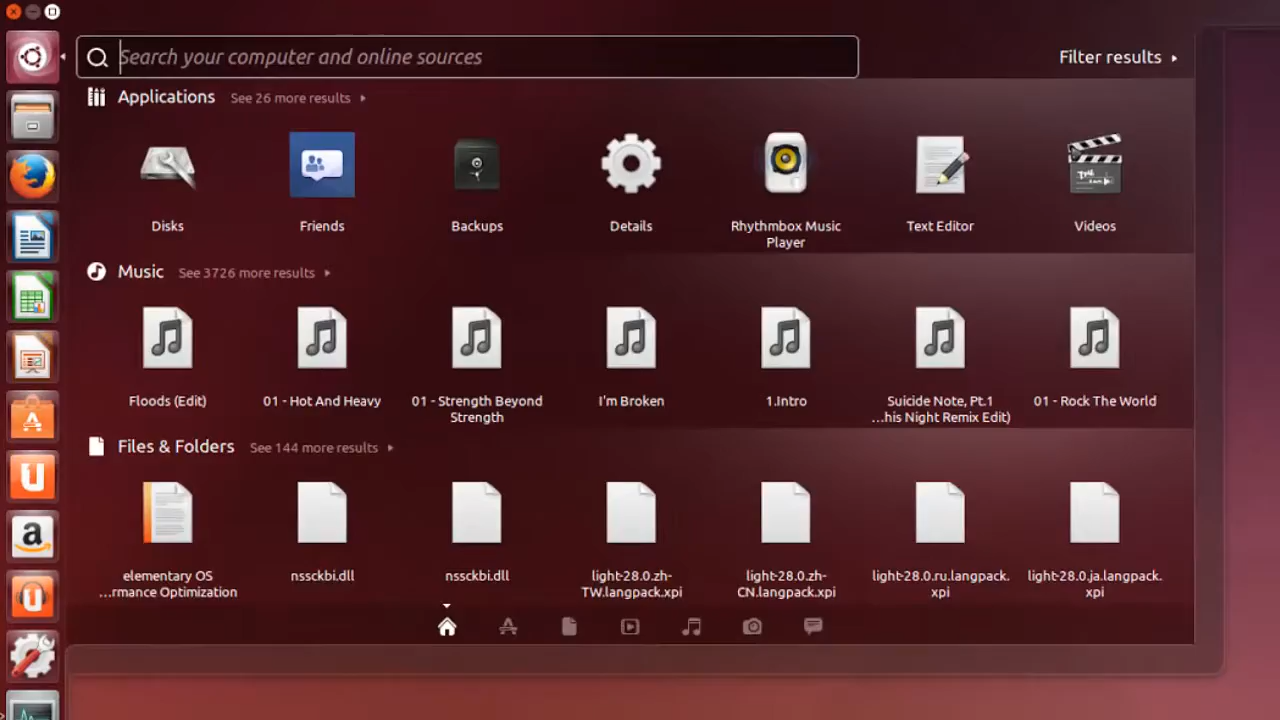 Search your computer and online sources
Filter results
Applications See 26 more results
Disks
Friends
Backups
Details
Rhythmbox Music
Player
Text Editor
Videos
Music See 3726 more results
Floods (Edit)
01 - Hot And Heavy
01 - Strength Beyond
Strength
I'm Broken
1.Intro
Suicide Note, Pt.1
...his Night Remix Edit)
01 - Rock The World
Files & Folders See 144 more results
elementary OS
...rmance Optimization
nssckbi.dll
nssckbi.dll
light-28.0.zh-
TW.langpack.xpi
light-28.0.zh-
CN.langpack.xpi
light-28.0.ru.langpack.
xpi
light-28.0.ja.langpack.
xpi